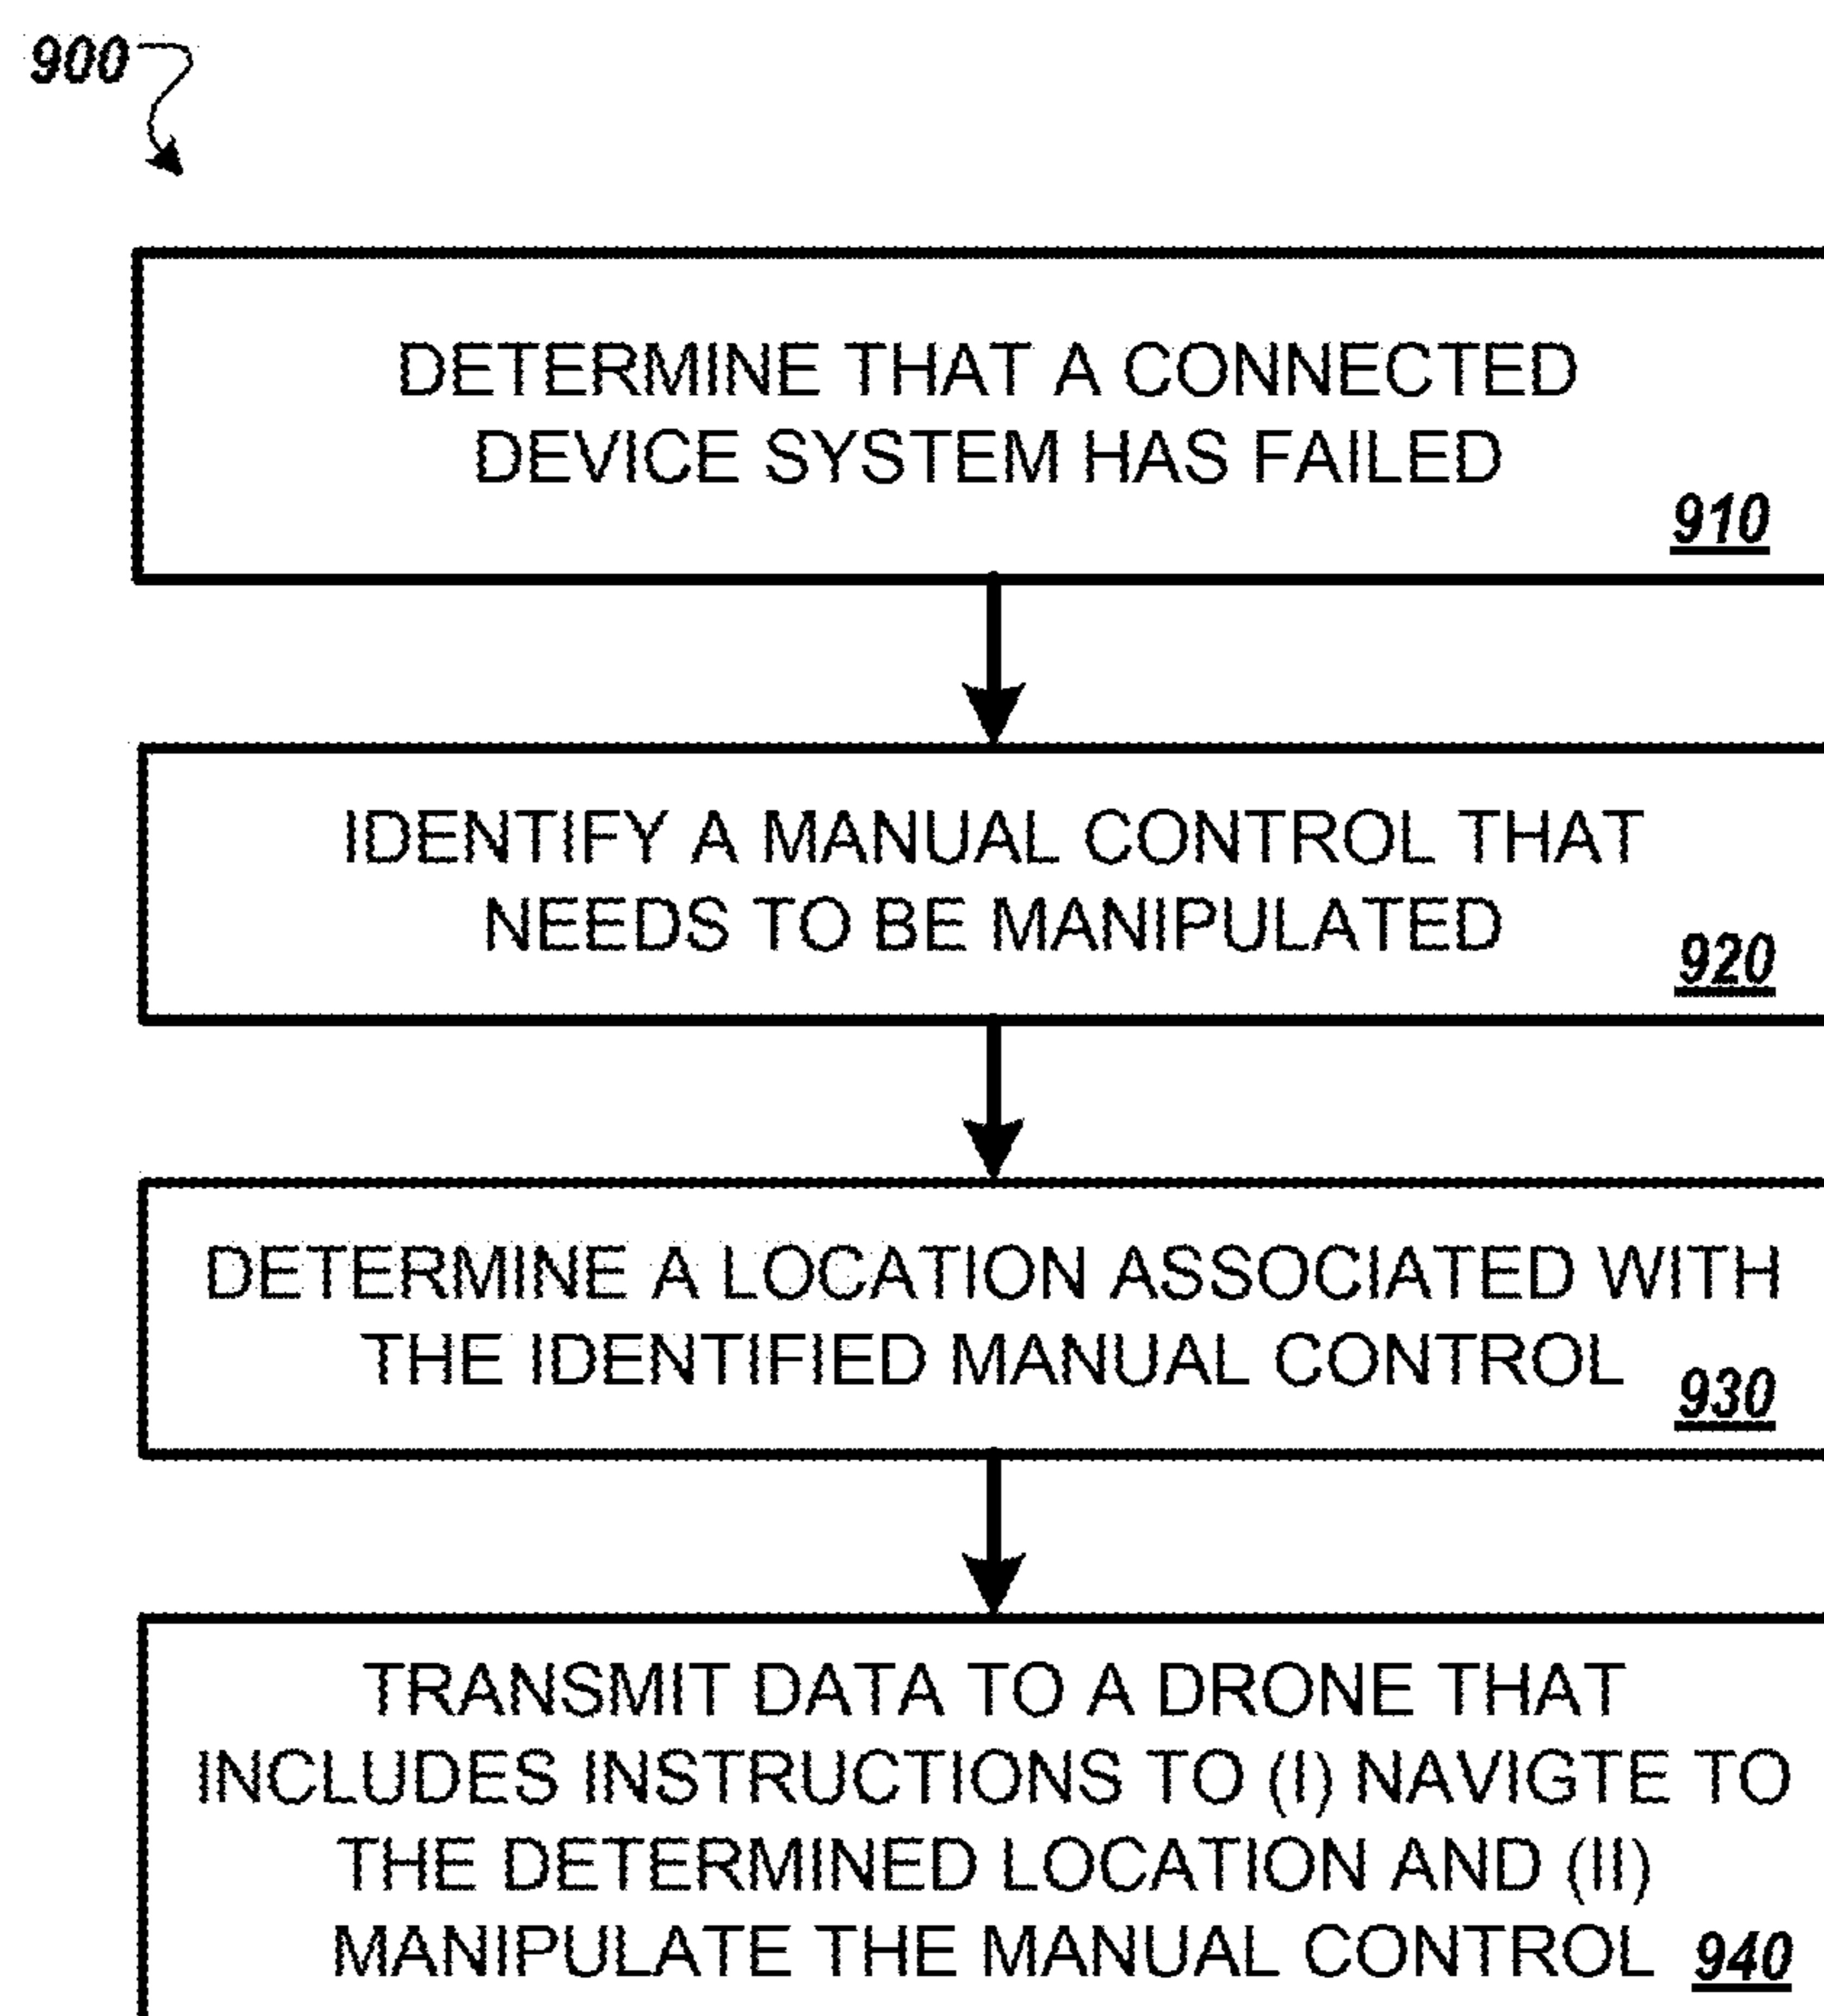 900
DETERMINE THAT A CONNECTED
DEVICE SYSTEM HAS FAILED
910
IDENTIFY A MANUAL CONTROL THAT
NEEDS TO BE MANIPULATED
920
DETERMINE A LOCATION ASSOCIATED WITH
THE IDENTIFIED MANUAL CONTROL
930
TRANSMIT DATA TO A DRONE THAT
INCLUDES INSTRUCTIONS TO (I) NAVIGTE TO
THE DETERMINED LOCATION AND (II)
MANIPULATE THE MANUAL CONTROL 940